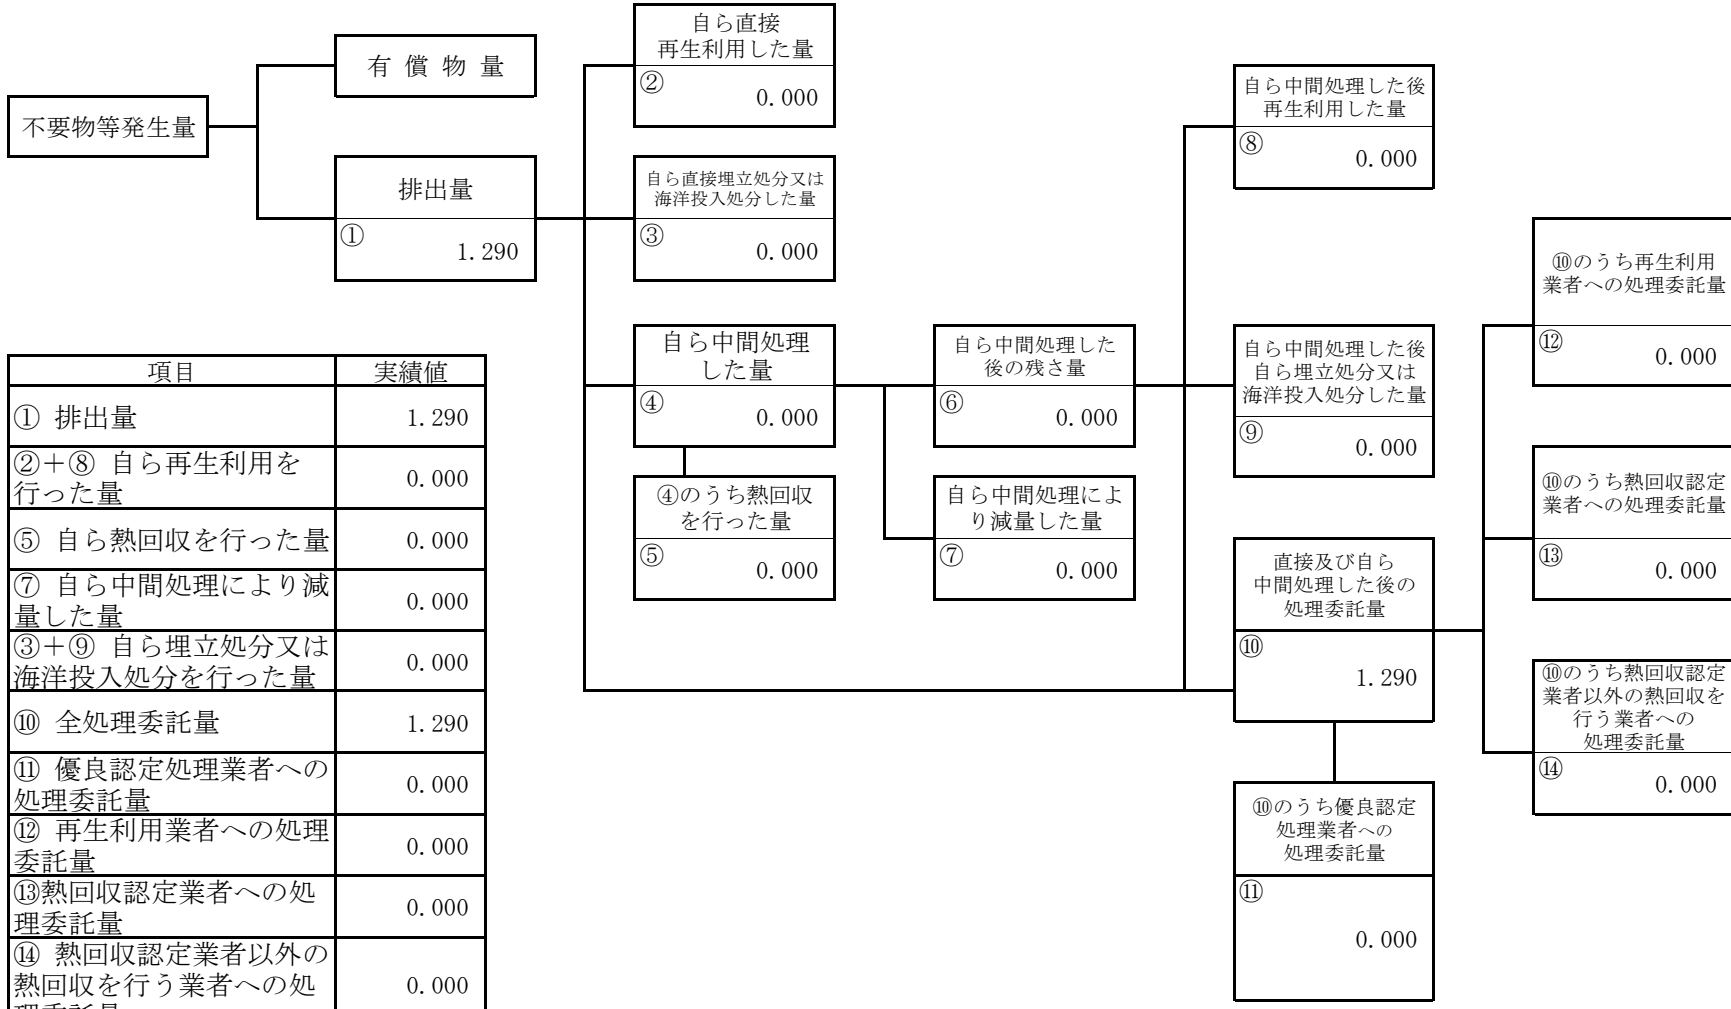 不要物等発生量
有 償 物 量
排出量
①
1.290
自ら直接
再生利用した量
②
0.000
自ら直接埋立処分又は
海洋投入処分した量
③
0.000
自ら中間処理
した量
④
0.000
④のうち熱回収
を行った量
⑤
0.000
自ら中間処理した
後の残さ量
⑥
0.000
自ら中間処理によ
り減量した量
⑦
0.000
自ら中間処理した後
再生利用した量
⑧
0.000
自ら中間処理した後
自ら埋立処分又は
海洋投入処分した量
⑨
0.000
直接及び自ら
中間処理した後の
処理委託量
⑩
1.290
⑩のうち優良認定
処理業者への
処理委託量
⑪
0.000
⑩のうち再生利用
業者への処理委託量
⑫
0.000
⑩のうち熱回収認定
業者への処理委託量
⑬
0.000
⑩のうち熱回収認定
業者以外の熱回収を
行う業者への
処理委託量
⑭
0.000
項目 実績値
① 排出量 1.290
②＋⑧ 自ら再生利用を
行った量 0.000
⑤ 自ら熱回収を行った量 0.000
⑦ 自ら中間処理により減
量した量 0.000
③＋⑨ 自ら埋立処分又は
海洋投入処分を行った量 0.000
⑩ 全処理委託量 1.290
⑪ 優良認定処理業者への
処理委託量 0.000
⑫ 再生利用業者への処理
委託量 0.000
⑬熱回収認定業者への処
理委託量 0.000
⑭ 熱回収認定業者以外の
熱回収を行う業者への処 0.000